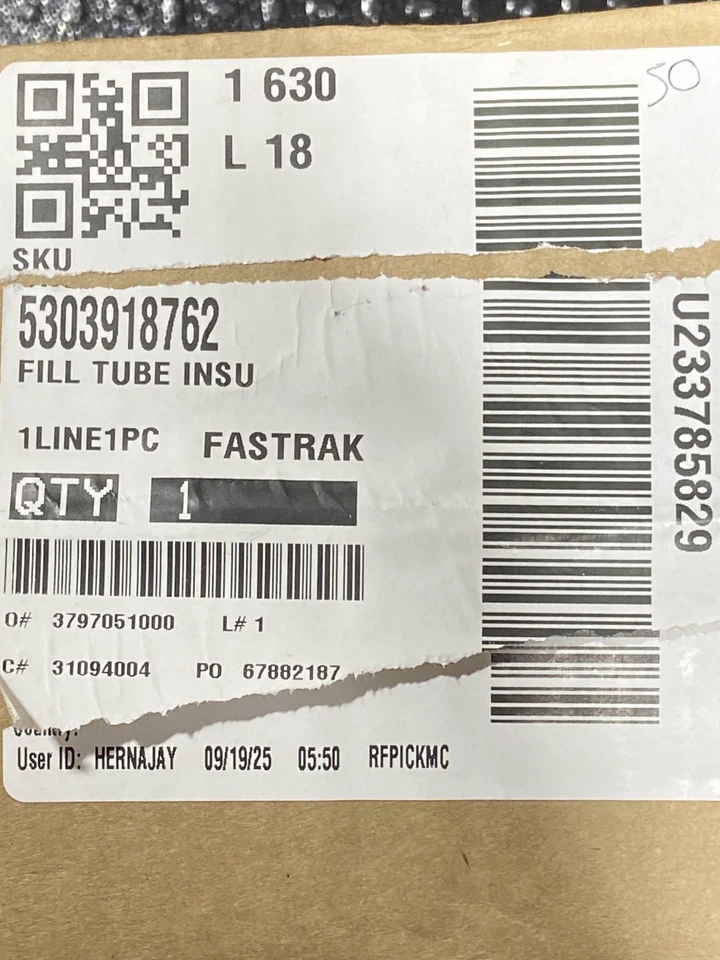 1 630
50
L 18
SKU
5303918762
FILL TUBE INSU
1LINE1PC FASTRAK
QTY 1
O# 3797051000 L# 1
C# 31094004 PO 67882187
User ID: HERNAJAY 09/19/25 05:50 RFPICKMC
U233785829